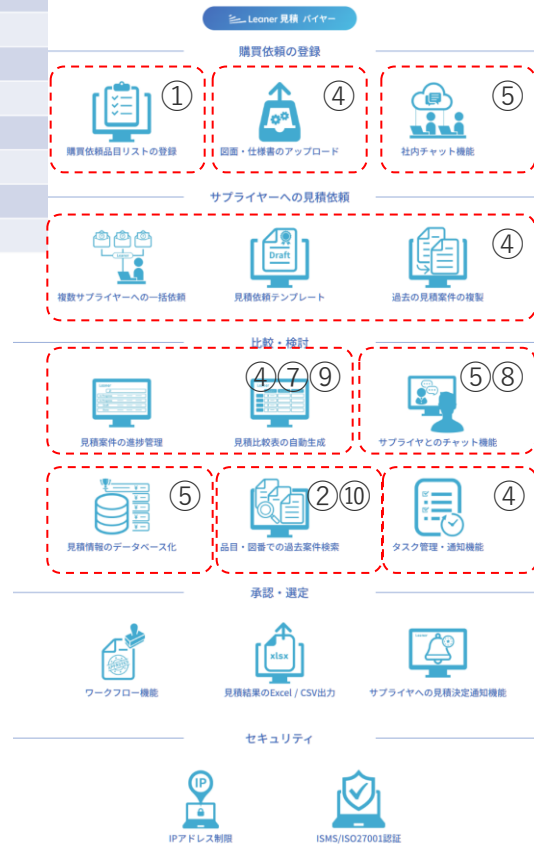 Leaner 見積 バイヤー
購買依頼の登録
①
④
⑤
購買依頼品目リストの登録
図面・仕様書のアップロード
社内チャット機能
サプライヤーへの見積依頼
④
Draft
複数サプライヤーへの一括依頼
見積依頼テンプレート
過去の見積案件の複製
比較・検討
④⑦⑨
⑤⑧
見積案件の進捗管理
見積比較表の自動生成
サプライヤとのチャット機能
⑤
②⑩
④
見積情報のデータベース化
品目・図番での過去案件検索
タスク管理・通知機能
承認・選定
xlsx
ワークフロー機能
見積結果のExcel / CSV出力
サプライヤへの見積決定通知機能
セキュリティ
IP
IPアドレス制限
ISMS/ISO27001認証